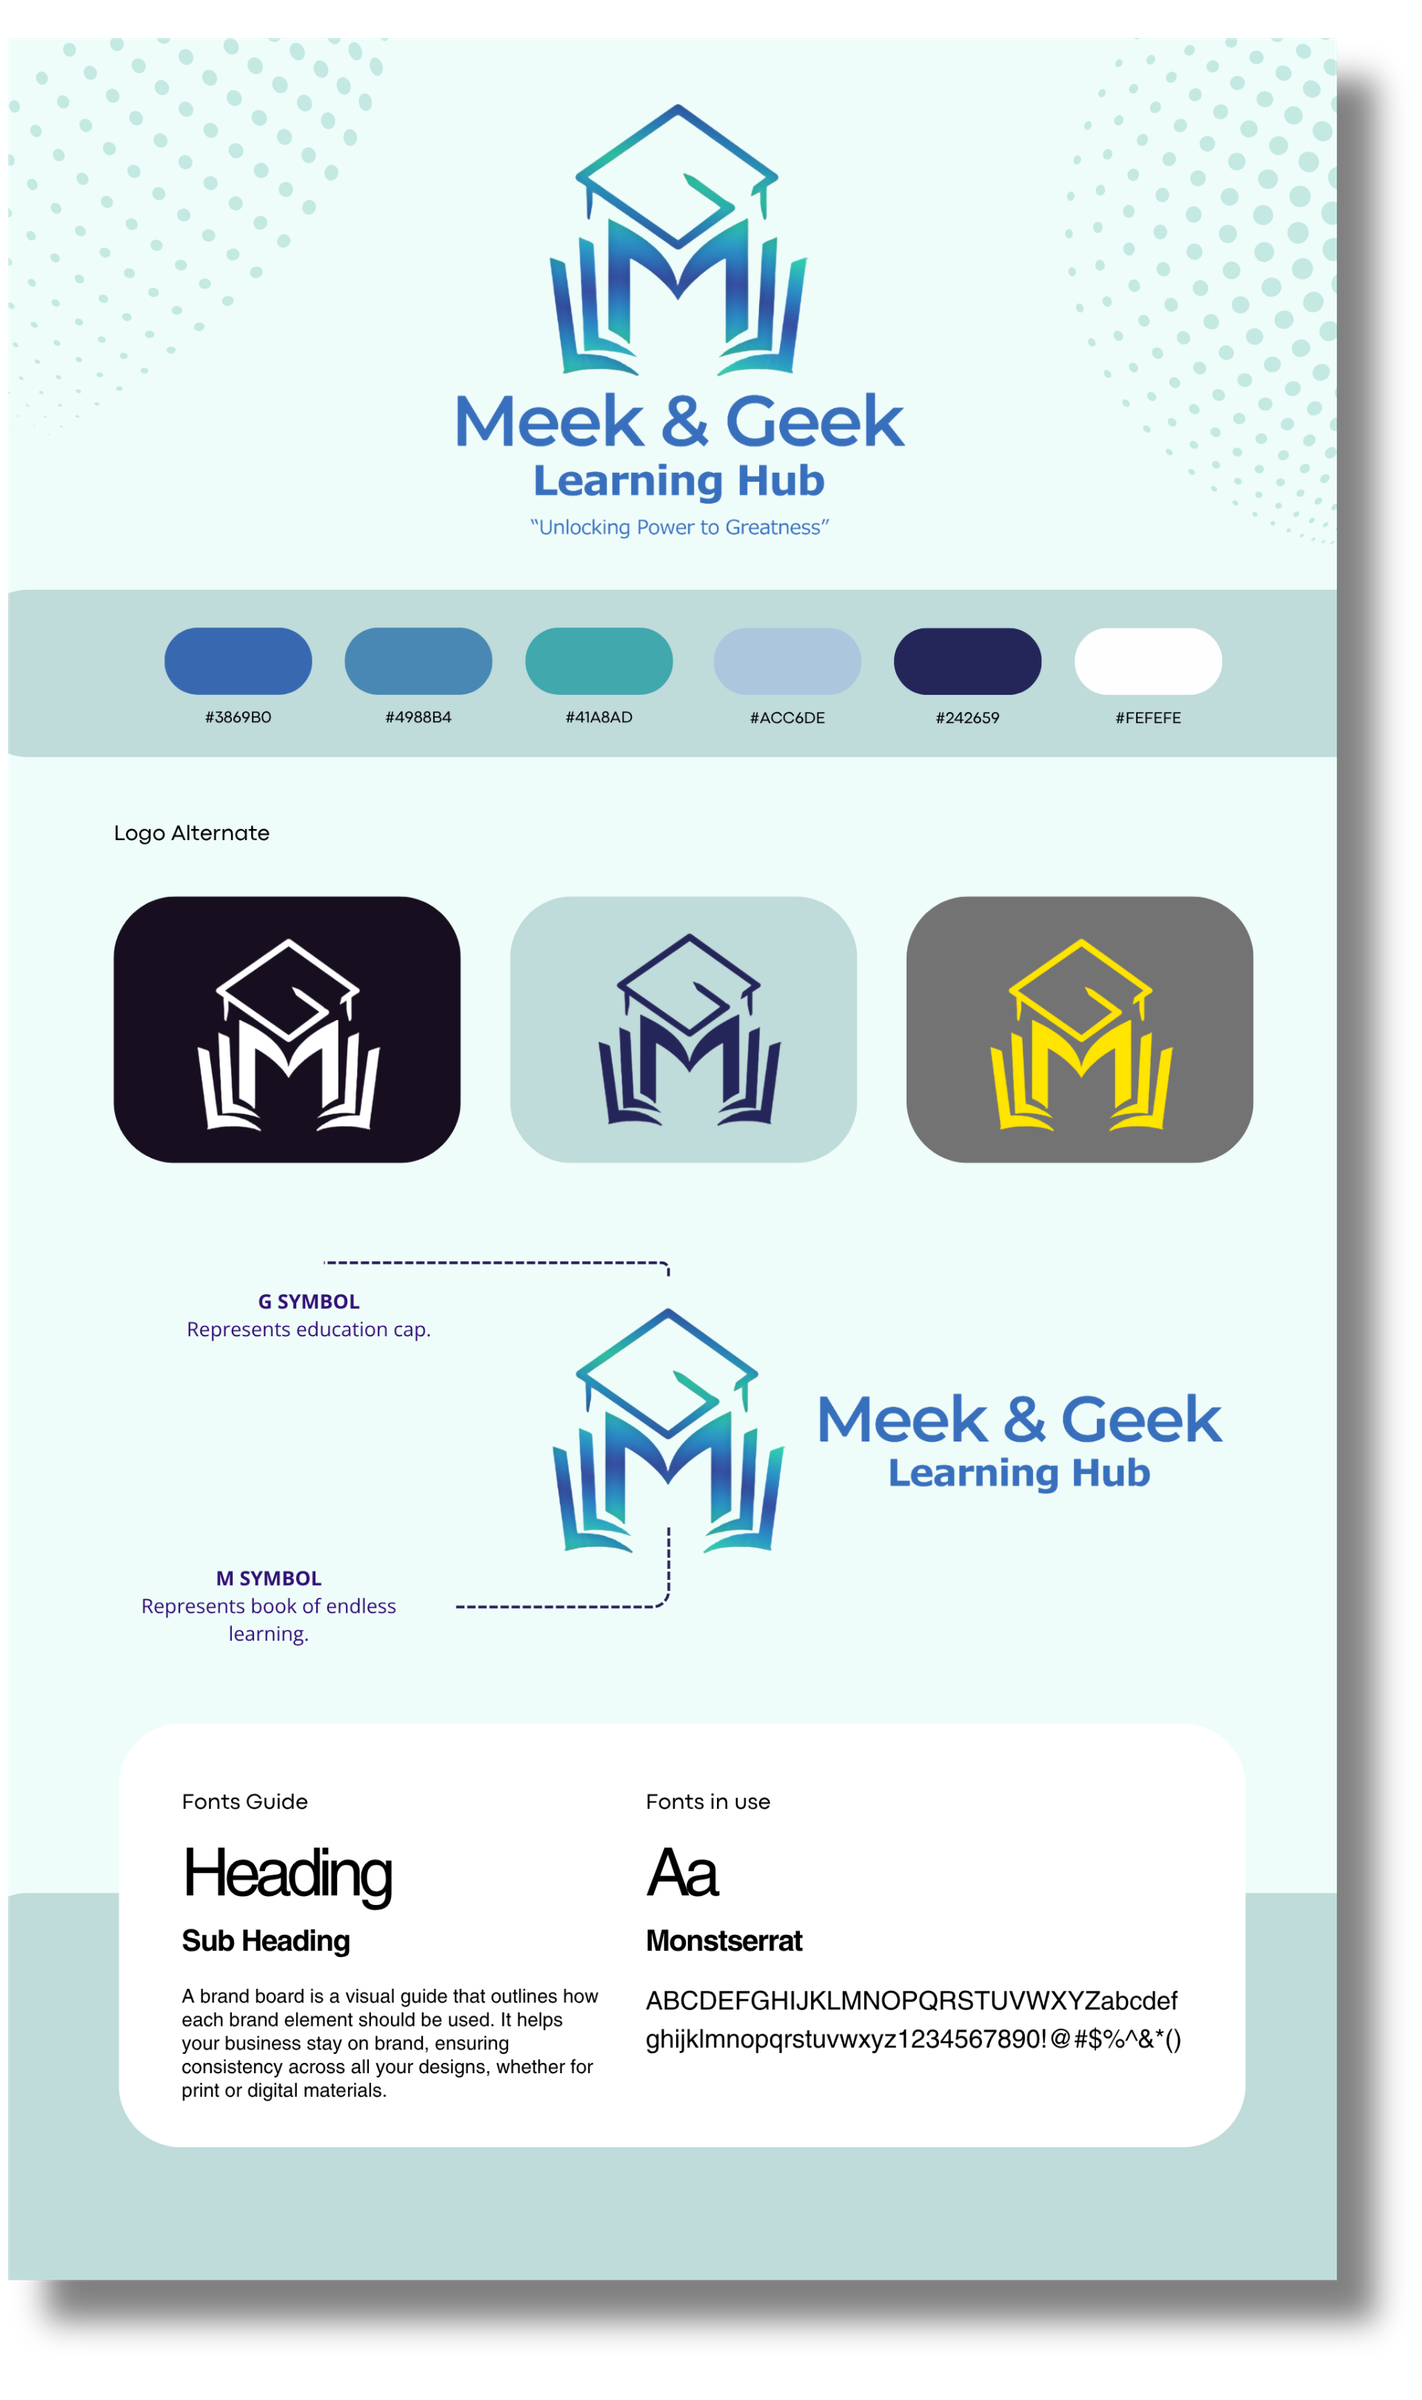 Meek & Geek
Learning Hub
“Unlocking Power to Greatness”
#3869B0
#4988B4
#41A8AD
#ACC6DE
#242659
#FEFEFE
Logo Alternate
G SYMBOL
Represents education cap.
Meek & Geek
Learning Hub
M SYMBOL
Represents book of endless
learning.
Fonts Guide
Heading
Sub Heading
A brand board is a visual guide that outlines how
each brand element should be used. It helps
your business stay on brand, ensuring
consistency across all your designs, whether for
print or digital materials.
Fonts in use
Aa
Monstserrat
ABCDEFGHIJKLMNOPQRSTUVWXYZabcdef
ghijklmnopqrstuvwxyz1234567890!@#$%^&*()